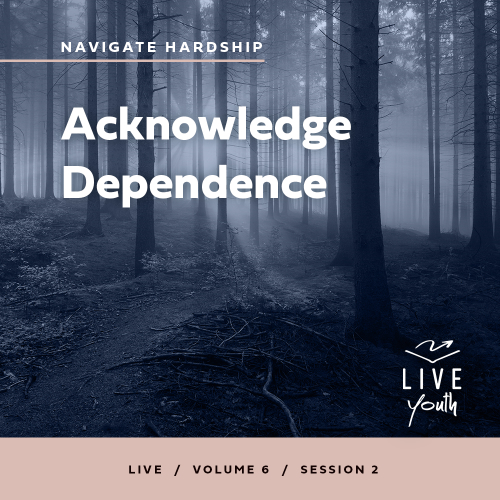 NAVIGATE HARDSHIP
Acknowledge
Dependence
LIVE
youth
LIVE / VOLUME 6 / SESSION 2